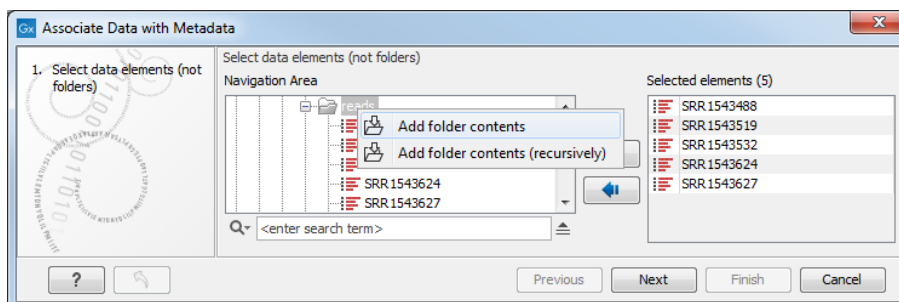 Gx Associate Data with Metadata
1. Select data elements (not
folders)
Select data elements (not folders)
Navigation Area
reads
Add folder contents
Add folder contents (recursively)
SRR1543624
SRR1543627
<enter search term>
Selected elements (5)
SRR1543488
SRR1543519
SRR1543532
SRR1543624
SRR1543627
?
Previous
Next
Finish
Cancel